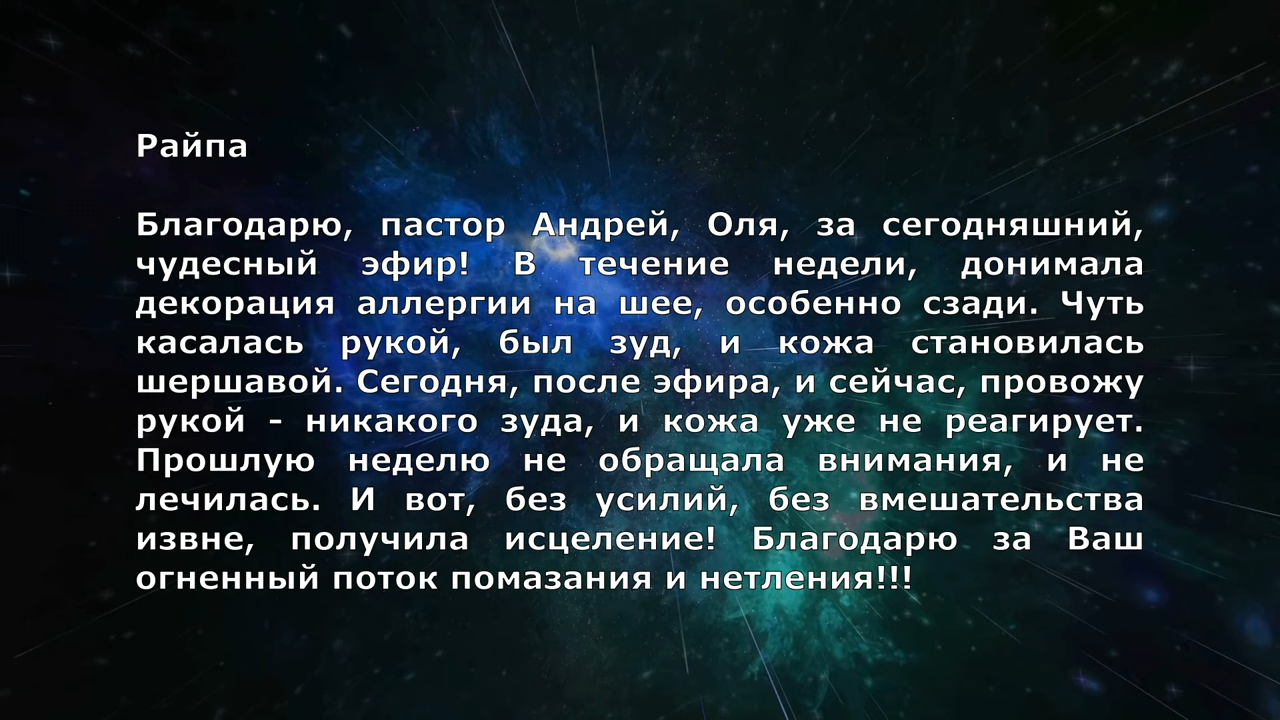 Райпа
Благодарю, пастор Андрей, Оля, за сегодняшний,
чудесный эфир! В течение недели, донимала
декорация аллергии на шее, особенно сзади. Чуть
касалась рукой, был зуд, и кожа становилась
шершавой. Сегодня, после эфира, и сейчас, провожу
рукой - никакого зуда, и кожа уже не реагирует.
Прошлую неделю не обращала внимания, и не
лечилась. И вот, без усилий, без вмешательства
извне, получила исцеление! Благодарю за Ваш
огненный поток помазания и нетления!!!